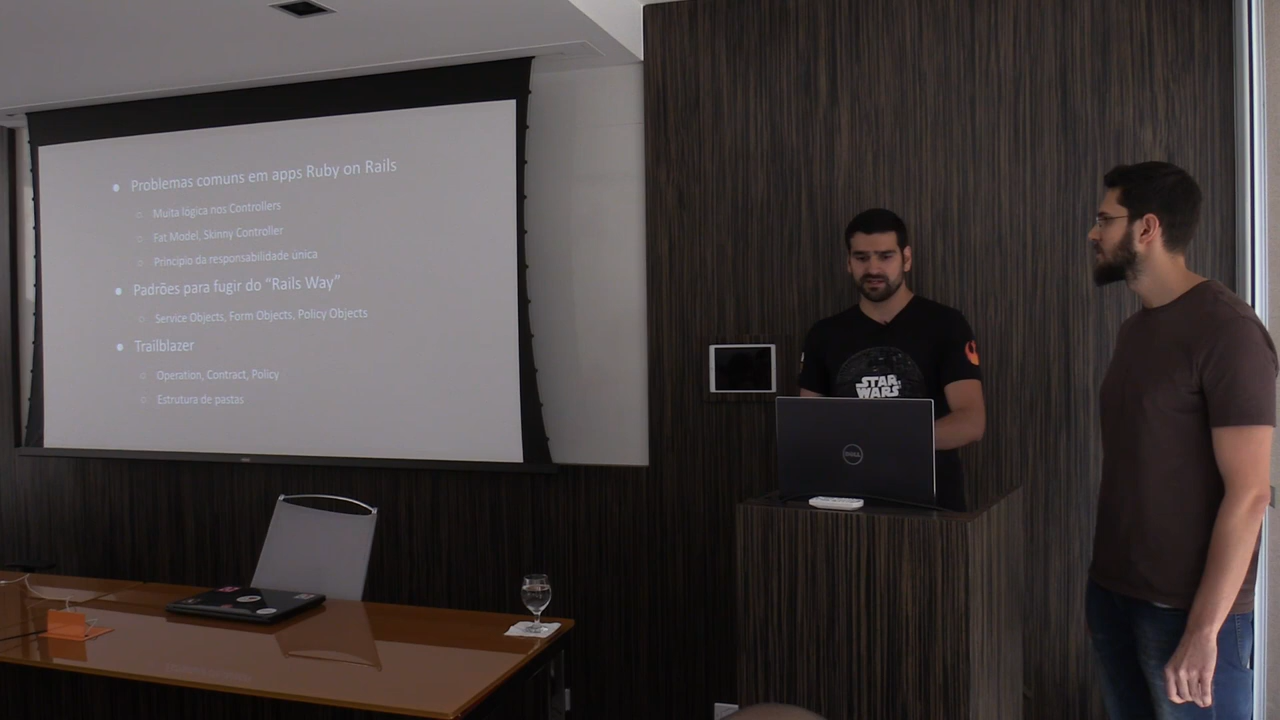 ● Problemas comuns em apps Ruby on Rails
○ Muita lógica nos Controllers
○ Fat Model, Skinny Controller
○ Principio da responsabilidade única
● Padrões para fugir do “Rails Way”
○ Service Objects, Form Objects, Policy Objects
● Trailblazer
○ Operation, Contract, Policy
○ Estrutura de pastas
STAR
WARS
DELL